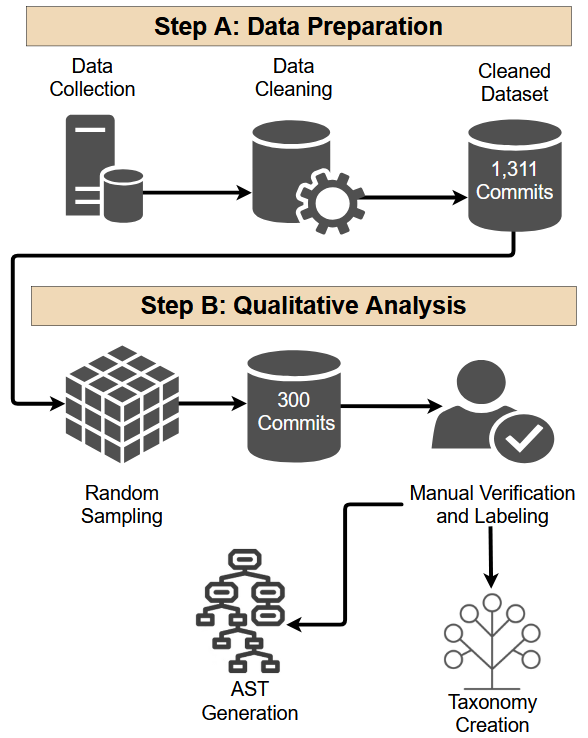 Step A: Data Preparation
Data
Collection
Data
Cleaning
Cleaned
Dataset
1,311
Commits
Step B: Qualitative Analysis
300
Commits
Random
Sampling
Manual Verification
and Labeling
AST
Generation
Taxonomy
Creation